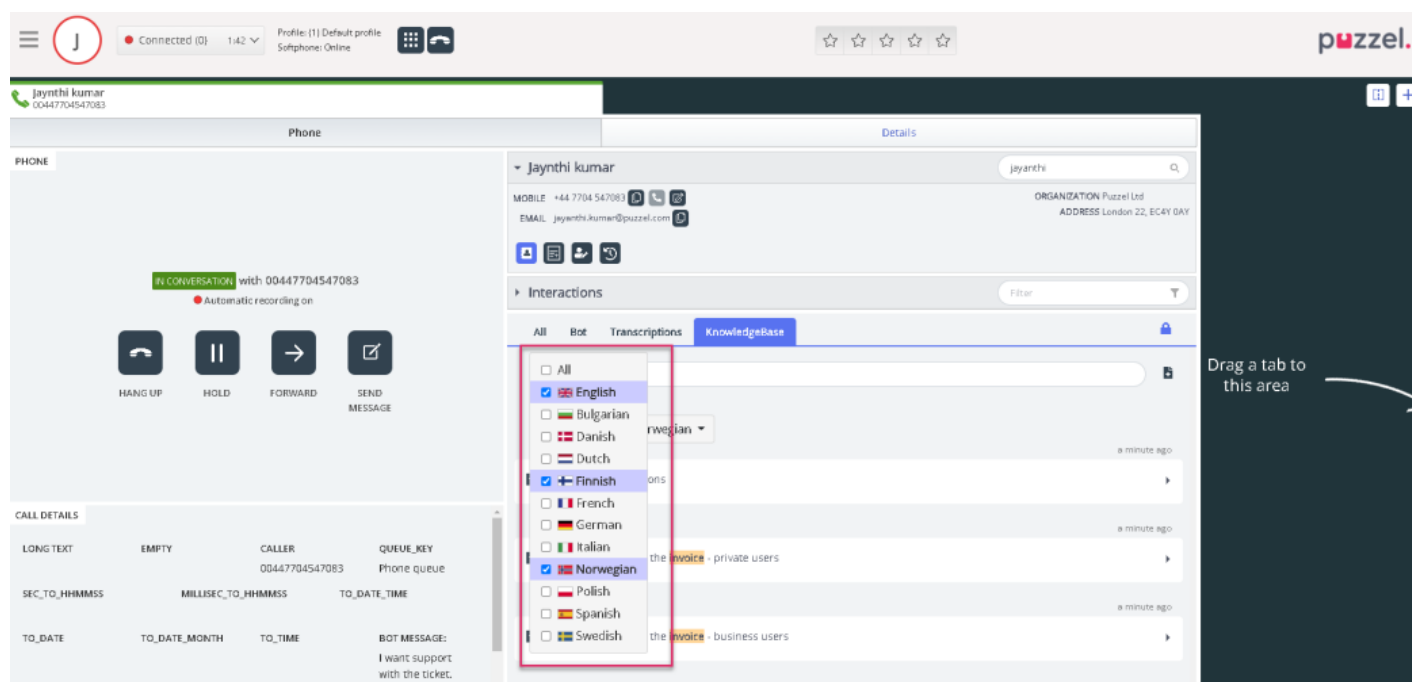 J
Connected (0) 1:42
Profile: (1) Default profile
Softphone: Online
puzzel.
Jaynthi kumar
00447704547083
Phone
Details
PHONE
IN CONVERSATION with 00447704547083
Automatic recording on
HANG UP
HOLD
FORWARD
SEND MESSAGE
Jaynthi kumar
jayanthi
MOBILE +44 7704 547083
EMAIL jayanthi.kumar@puzzel.com
ORGANIZATION Puzzel Ltd
ADDRESS London 22, EC4Y 0AY
Interactions
Filter
All Bot Transcriptions KnowledgeBase
All
English
Bulgarian
Danish
Dutch
Finnish
French
German
Italian
Norwegian
Polish
Spanish
Swedish
rwegian
a minute ago
ons
a minute ago
the invoice - private users
a minute ago
the invoice - business users
Drag a tab to
this area
CALL DETAILS
LONG TEXT EMPTY CALLER QUEUE_KEY
00447704547083 Phone queue
SEC_TO_HHMMSS MILLISEC_TO_HHMMSS TO_DATE_TIME
TO_DATE TO_DATE_MONTH TO_TIME BOT MESSAGE:
I want support
with the ticket.